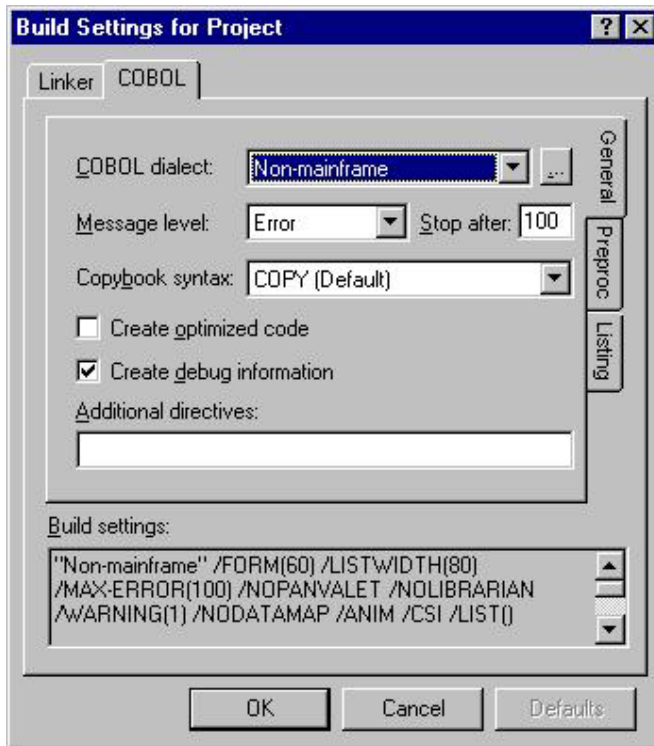 Build Settings for Project
Linker COBOL
COBOL dialect: Non-mainframe ...
Message level: Error Stop after: 100
Copybook syntax: COPY (Default)
Create optimized code
Create debug information
Additional directives:
General
Preproc
Listing
Build settings:
"Non-mainframe" /FORM(60) /LISTWIDTH(80)
/MAX-ERROR(100) /NOPANVALET /NOLIBRARIAN
/WARNING(1) /NODATAMAP /ANIM /CSI /LIST()
OK Cancel Defaults